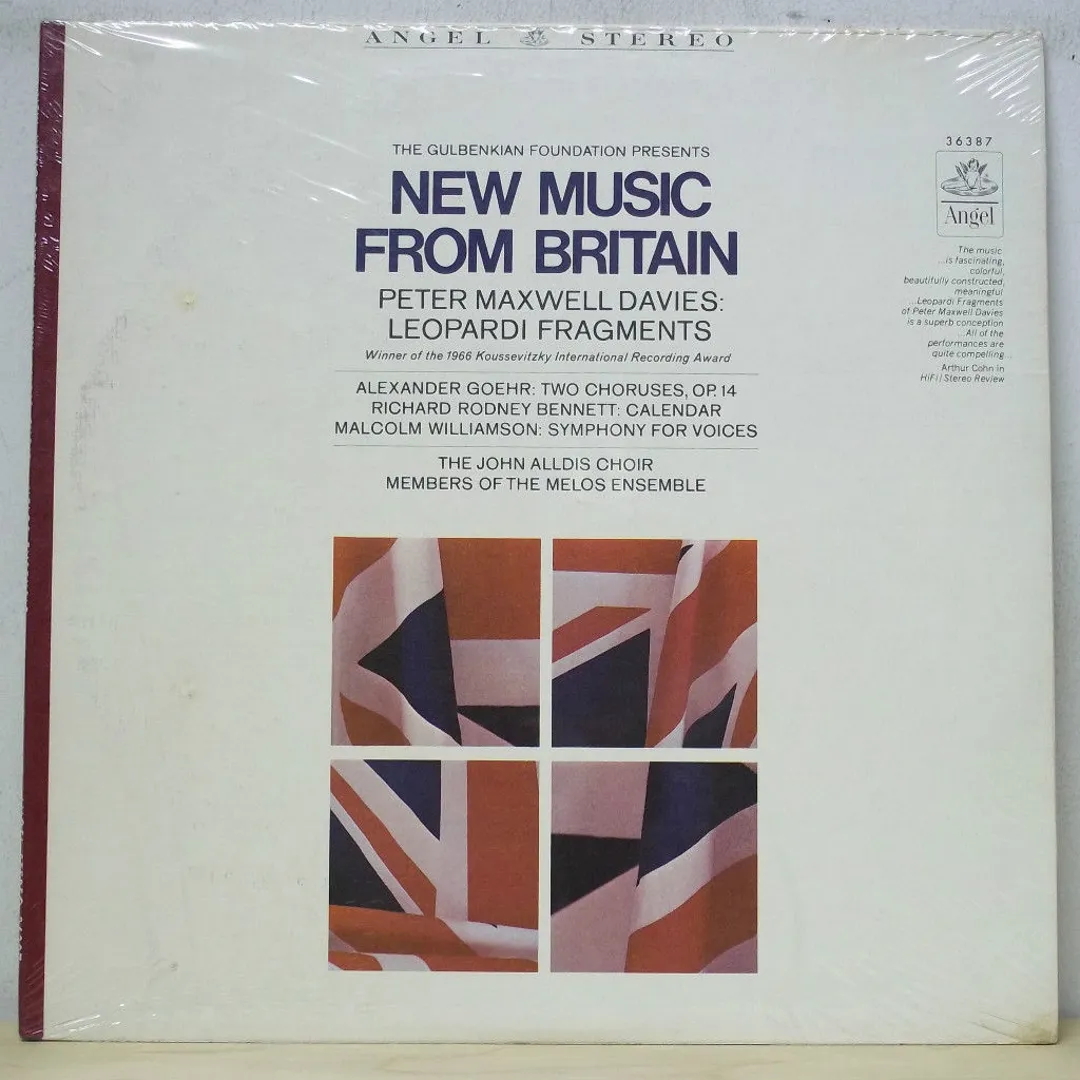 ANGEL STEREO
THE GULBENKIAN FOUNDATION PRESENTS
NEW MUSIC
FROM BRITAIN
PETER MAXWELL DAVIES:
LEOPARDI FRAGMENTS
Winner of the 1966 Koussevitzky International Recording Award
ALEXANDER GOEHR: TWO CHORUSES, OP. 14
RICHARD RODNEY BENNETT: CALENDAR
MALCOLM WILLIAMSON: SYMPHONY FOR VOICES
THE JOHN ALLDIS CHOIR
MEMBERS OF THE MELOS ENSEMBLE
36387
Angel
The music
...is fascinating,
colorful,
beautifully constructed,
meaningful
...Leopardi Fragments
of Peter Maxwell Davies
is a superb conception
...All of the
performances are
quite compelling...
Arthur Cohn in
HiFi/Stereo Review